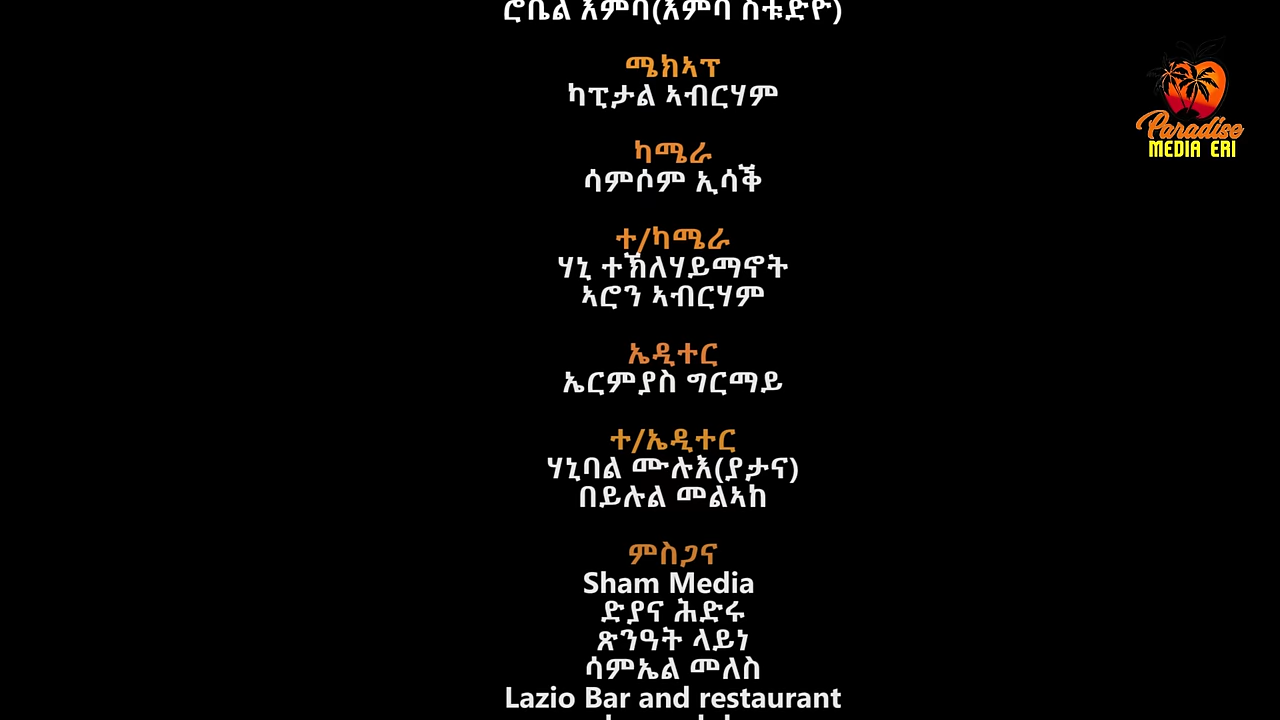 ሮቤል እምባ(እምባ ስቱድዮ)
ሜክኣፕ
ካፒታል ኣብርሃም
ካሜራ
ሳምሶም ኢሳቅ
ተ/ካሜራ
ሃኒ ተኽለሃይማኖት
ኣሮን ኣብርሃም
ኤዲተር
ኤርምያስ ግርማይ
ተ/ኤዲተር
ሃኒባል ሙሉእ(ያታና)
በይሉል መልኣከ
ምስጋና
Sham Media
ድያና ሕድሩ
ጽንዓት ላይነ
ሳምኤል መለስ
Lazio Bar and restaurant
Paradise
MEDIA ERI